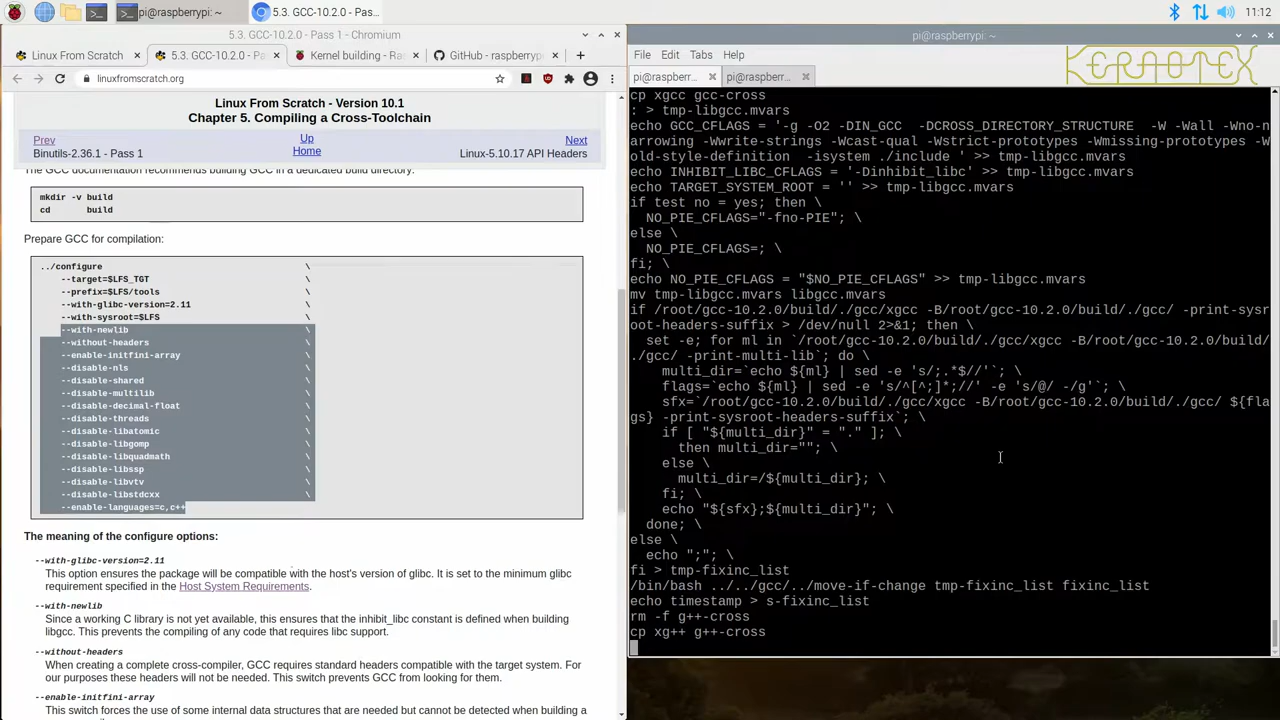 pi@raspberrypi: ~
5.3. GCC-10.2.0 - Pas...
11:12
5.3. GCC-10.2.0 - Pass 1 - Chromium
Linux From Scratch
5.3. GCC-10.2.0 - Pas
Kernel building - Ras
GitHub - raspberrypi
linuxfromscratch.org
Linux From Scratch - Version 10.1
Chapter 5. Compiling a Cross-Toolchain
Prev
Up
Next
Binutils-2.36.1 - Pass 1
Home
Linux-5.10.17 API Headers
The GCC documentation recommends building GCC in a dedicated build directory:
mkdir -v build
cd       build
Prepare GCC for compilation:
../configure                                       \
--target=$LFS_TGT                              \
--prefix=$LFS/tools                            \
--with-glibc-version=2.11                      \
--with-sysroot=$LFS                            \
--with-newlib                                  \
--without-headers                              \
--enable-initfini-array                        \
--disable-nls                                  \
--disable-shared                               \
--disable-multilib                             \
--disable-decimal-float                        \
--disable-threads                              \
--disable-libatomic                            \
--disable-libgomp                              \
--disable-libquadmath                          \
--disable-libssp                               \
--disable-libvtv                               \
--disable-libstdcxx                            \
--enable-languages=c,c++
The meaning of the configure options:
--with-glibc-version=2.11
This option ensures the package will be compatible with the host's version of glibc. It is set to the minimum glibc
requirement specified in the Host System Requirements.
--with-newlib
Since a working C library is not yet available, this ensures that the inhibit_libc constant is defined when building
libgcc. This prevents the compiling of any code that requires libc support.
--without-headers
When creating a complete cross-compiler, GCC requires standard headers compatible with the target system. For
our purposes these headers will not be needed. This switch prevents GCC from looking for them.
--enable-initfini-array
This switch forces the use of some internal data structures that are needed but cannot be detected when building a
pi@raspberrypi: ~
File Edit Tabs Help
KERNOTEX
pi@raspberr...
pi@raspberr...
cp xgcc gcc-cross
: > tmp-libgcc.mvars
echo GCC_CFLAGS = '-g -O2 -DIN_GCC  -DCROSS_DIRECTORY_STRUCTURE  -W -Wall -Wno-n
arrowing -Wwrite-strings -Wcast-qual -Wstrict-prototypes -Wmissing-prototypes -W
old-style-definition  -isystem ./include ' >> tmp-libgcc.mvars
echo INHIBIT_LIBC_CFLAGS = '-Dinhibit_libc' >> tmp-libgcc.mvars
echo TARGET_SYSTEM_ROOT = '' >> tmp-libgcc.mvars
if test no = yes; then \
NO_PIE_CFLAGS="-fno-PIE"; \
else \
NO_PIE_CFLAGS=; \
fi; \
echo NO_PIE_CFLAGS = "$NO_PIE_CFLAGS" >> tmp-libgcc.mvars
mv tmp-libgcc.mvars libgcc.mvars
if /root/gcc-10.2.0/build/./gcc/xgcc -B/root/gcc-10.2.0/build/./gcc/ -print-sysr
oot-headers-suffix > /dev/null 2>&1; then \
set -e; for ml in `/root/gcc-10.2.0/build/./gcc/xgcc -B/root/gcc-10.2.0/build/
./gcc/ -print-multi-lib`; do \
multi_dir=`echo ${ml} | sed -e 's/;.*$//'`; \
flags=`echo ${ml} | sed -e 's/^[^;]*;//' -e 's/@/ -/g'`; \
sfx=`/root/gcc-10.2.0/build/./gcc/xgcc -B/root/gcc-10.2.0/build/./gcc/ ${fla
gs} -print-sysroot-headers-suffix`; \
if [ "${multi_dir}" = "." ]; \
then multi_dir=""; \
else \
multi_dir=/${multi_dir}; \
fi; \
echo "${sfx};${multi_dir}"; \
done; \
else \
echo ";"; \
fi > tmp-fixinc_list
/bin/bash ../../gcc/../move-if-change tmp-fixinc_list fixinc_list
echo timestamp > s-fixinc_list
rm -f g++-cross
cp xg++ g++-cross